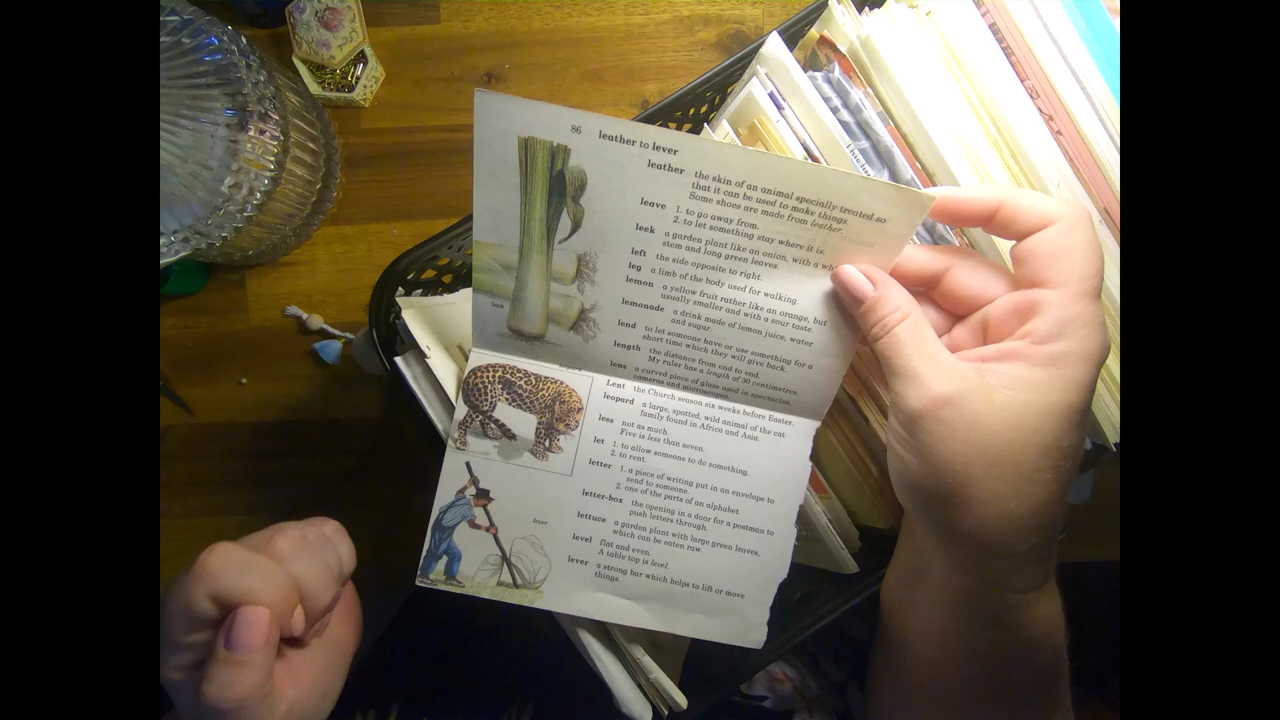 86 leather to lever
leather the skin of an animal specially treated so
that it can be used to make things.
Some shoes are made from leather.
leave 1. to go away from.
2. to let something stay where it is.
leek a garden plant like an onion, with a
stem and long green leaves.
left the side opposite to right.
leg a limb of the body used for walking.
lemon a yellow fruit rather like an orange, but
usually smaller and with a sour taste.
lemonade a drink made of lemon juice, water
and sugar.
lend to let someone have or use something for a
short time which they will give back.
length the distance from end to end.
My ruler has a length of 30 centimetres.
lens a curved piece of glass used in spectacles,
cameras and microscopes.
leek
leopard
Lent the Church season six weeks before Easter.
leopard a large, spotted, wild animal of the cat
family found in Africa and Asia.
less not as much.
Five is less than seven.
let 1. to allow someone to do something.
2. to rent.
letter 1. a piece of writing put in an envelope to
send to someone.
2. one of the parts of an alphabet.
letter-box the opening in a door for a postman to
push letters through.
lettuce a garden plant with large green leaves,
which can be eaten raw.
level flat and even.
A table top is level.
lever a strong bar which helps to lift or move
things.
lever